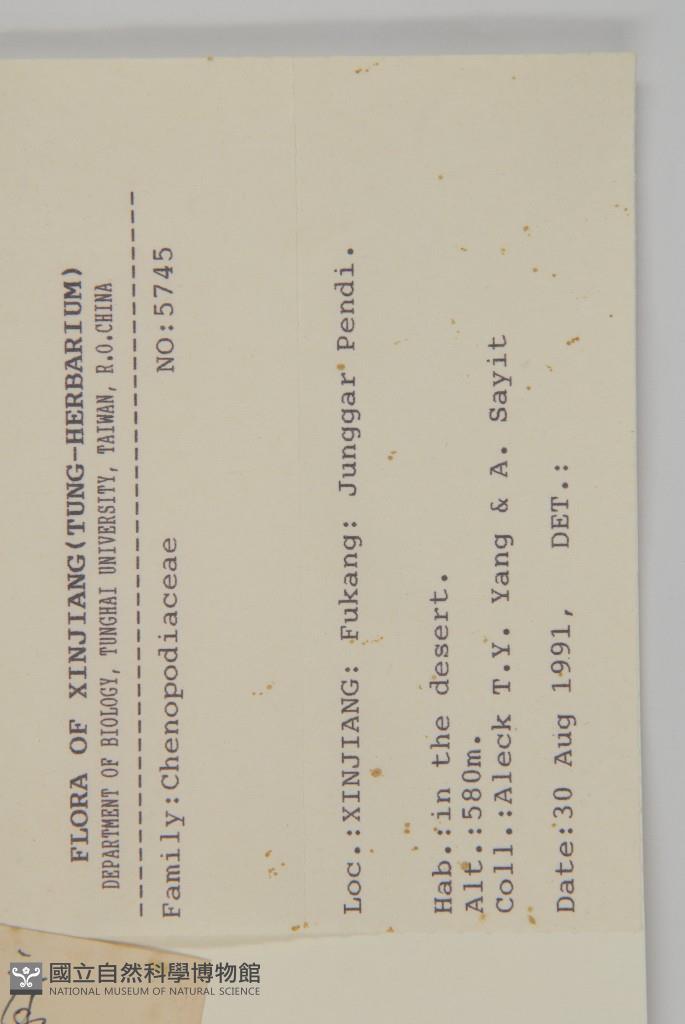 FLORA OF XINJIANG(TUNG-HERBARIUM)
DEPARTMENT OF BIOLOGY, TUNGHAI UNIVERSITY, TAIWAN, R.O.CHINA
Family:Chenopodiaceae NO:5745
Loc.:XINJIANG: Fukang: Junggar Pendi.
Hab.:in the desert.
Alt.:580m.
Coll.:Aleck T.Y. Yang & A. Sayit
Date:30 Aug 1991, DET.:
國立自然科學博物館
NATIONAL MUSEUM OF NATURAL SCIENCE